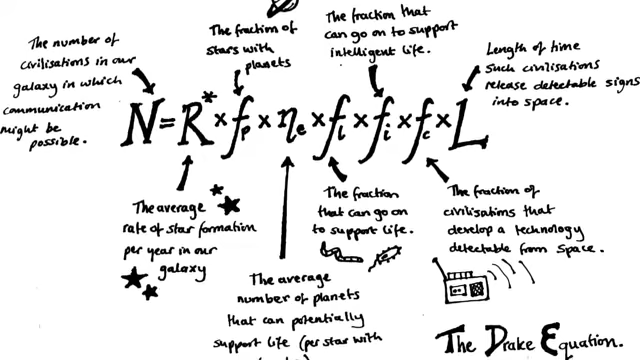 The number of
civilisations in our
galaxy in which
communication
might be
possible.
The fraction of
stars with
planets
The fraction that
can go on to support
intelligent life.
Length of time
such civilisations
release detectable signs
into space.
N = R* × fp × ηe × fl × fi × fc × L
The average
rate of star formation
per year in our
galaxy
The average
number of planets
that can potentially
support life (per star with
The fraction
that can go on
to support life.
The fraction of
civilisations that
develop a technology
detectable from space.
The Drake Equation.